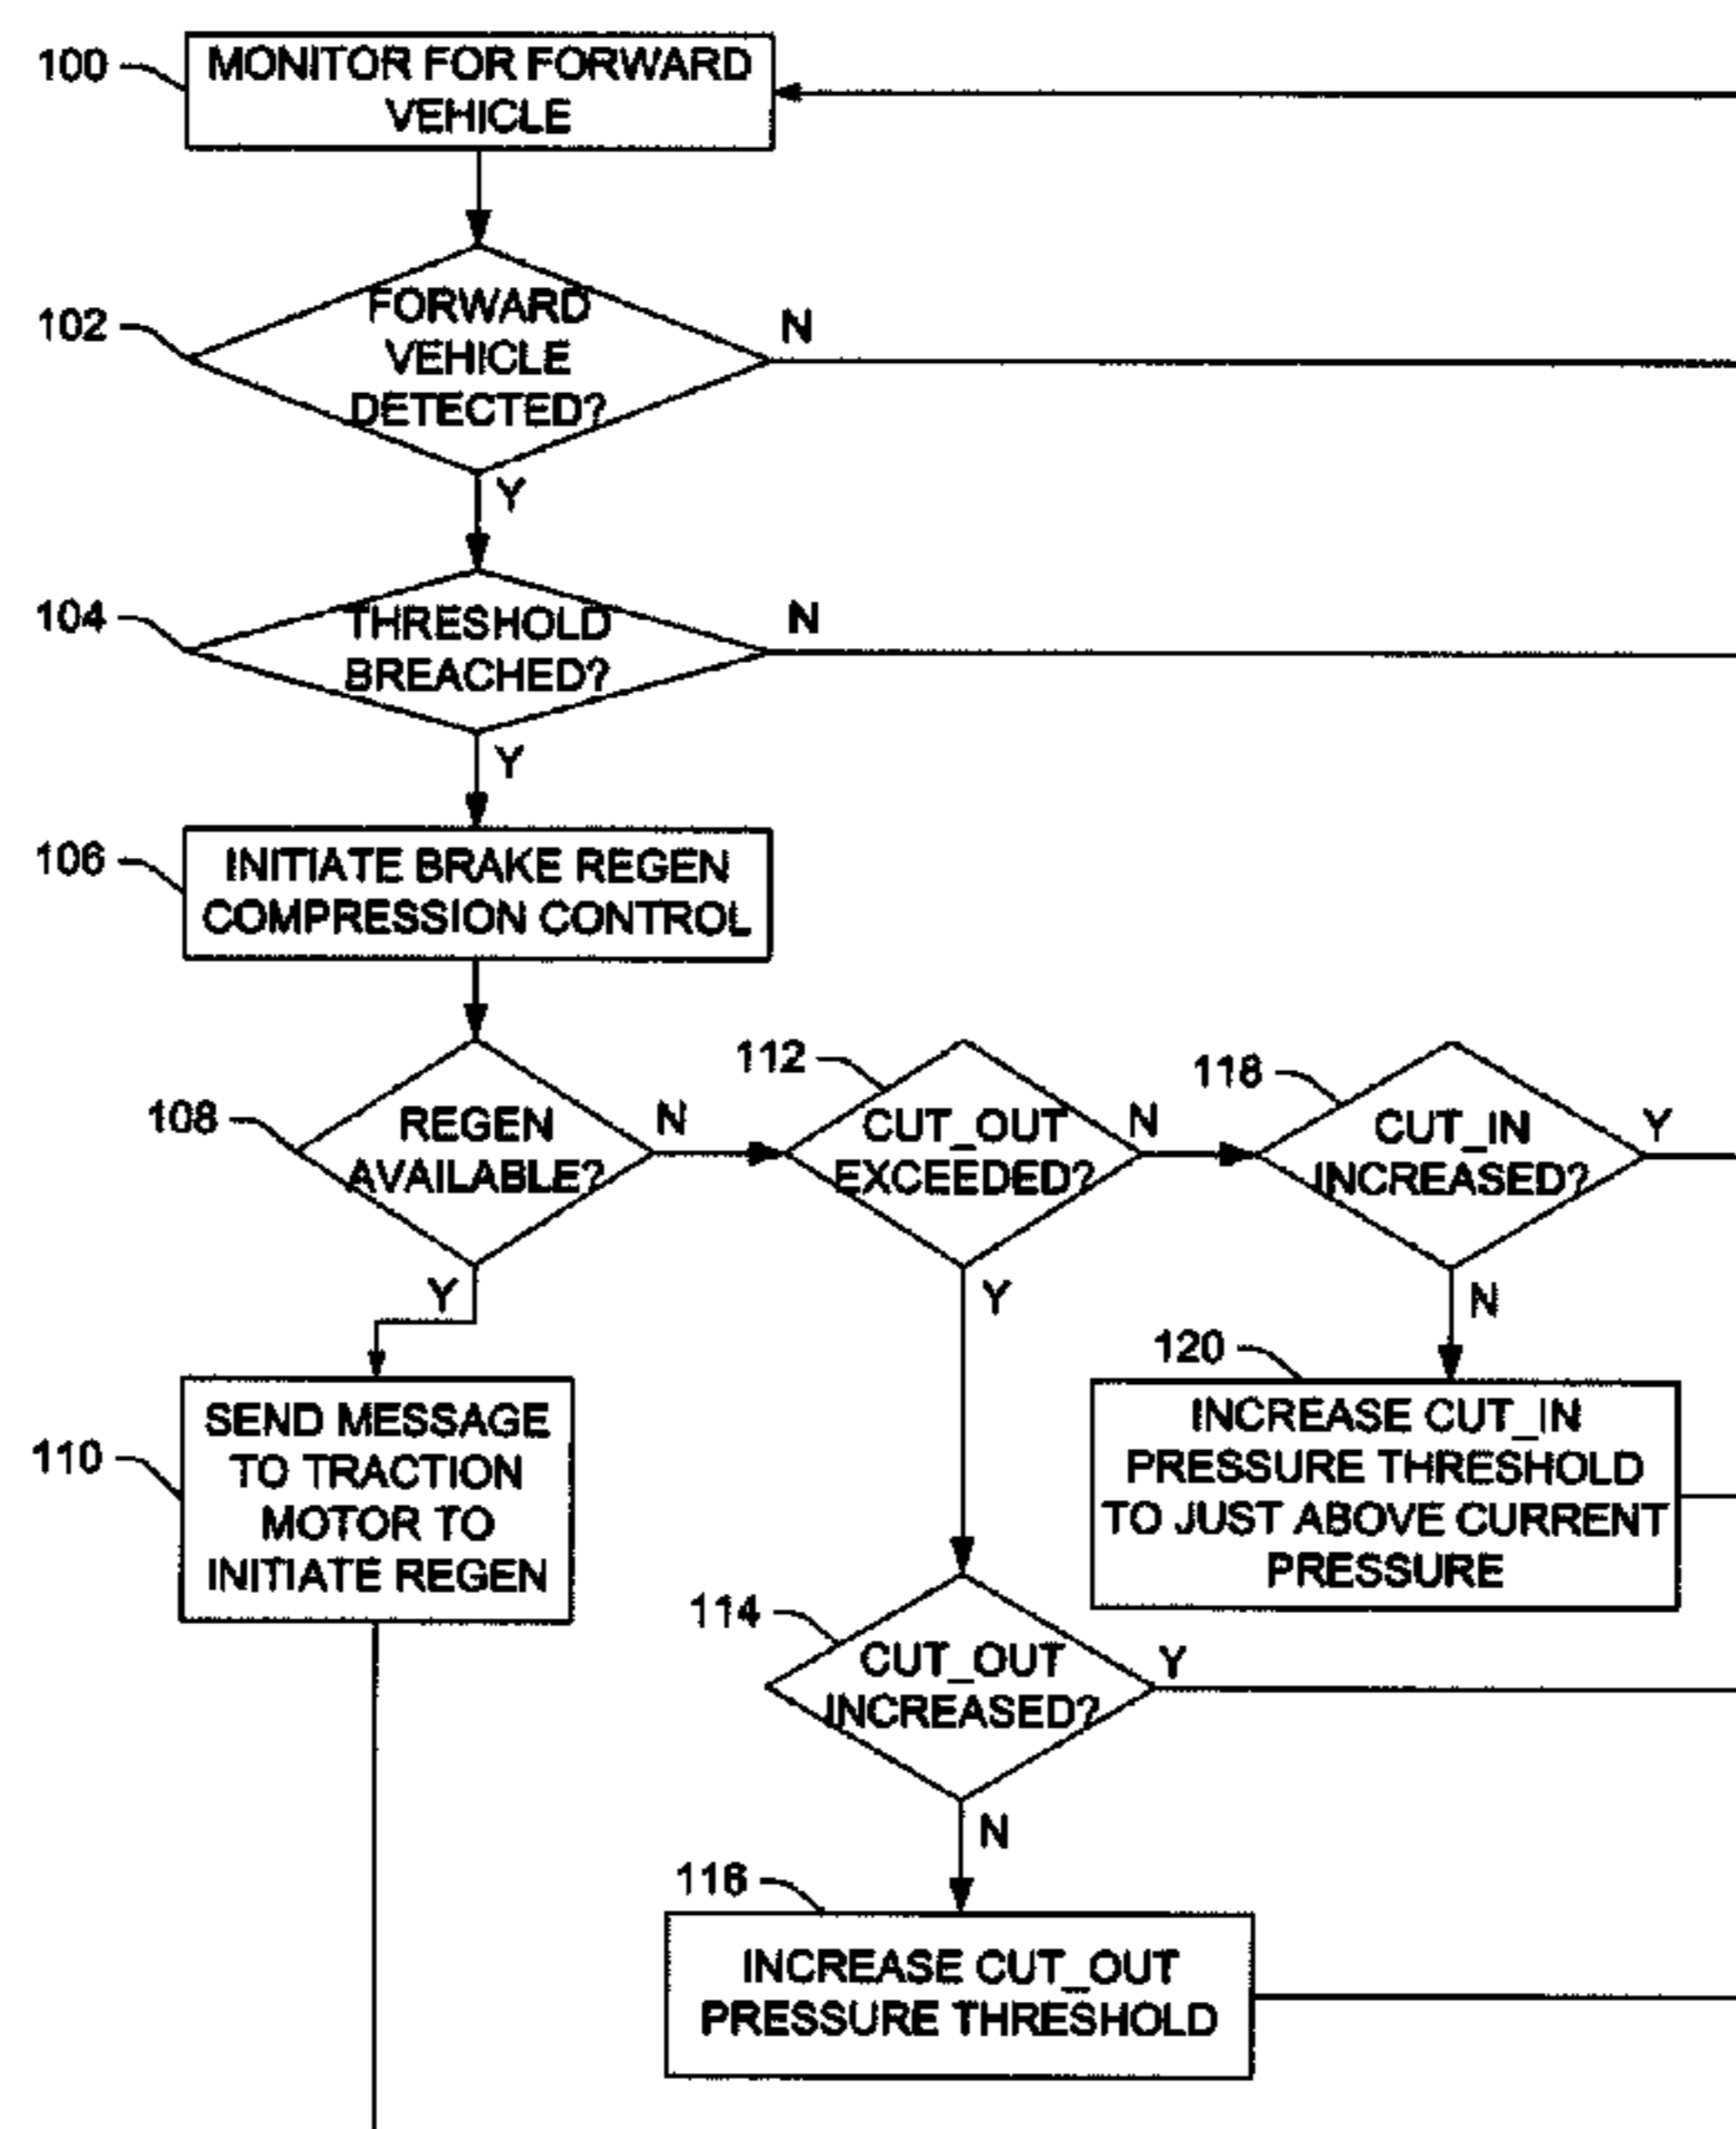 100
MONITOR FOR FORWARD
VEHICLE
102
FORWARD
VEHICLE
DETECTED?
N
Y
104
THRESHOLD
BREACHED?
N
Y
106
INITIATE BRAKE REGEN
COMPRESSION CONTROL
108
REGEN
AVAILABLE?
N
Y
112
CUT_OUT
EXCEEDED?
N
Y
118
CUT_IN
INCREASED?
Y
N
110
SEND MESSAGE
TO TRACTION
MOTOR TO
INITIATE REGEN
120
INCREASE CUT_IN
PRESSURE THRESHOLD
TO JUST ABOVE CURRENT
PRESSURE
114
CUT_OUT
INCREASED?
Y
N
116
INCREASE CUT_OUT
PRESSURE THRESHOLD